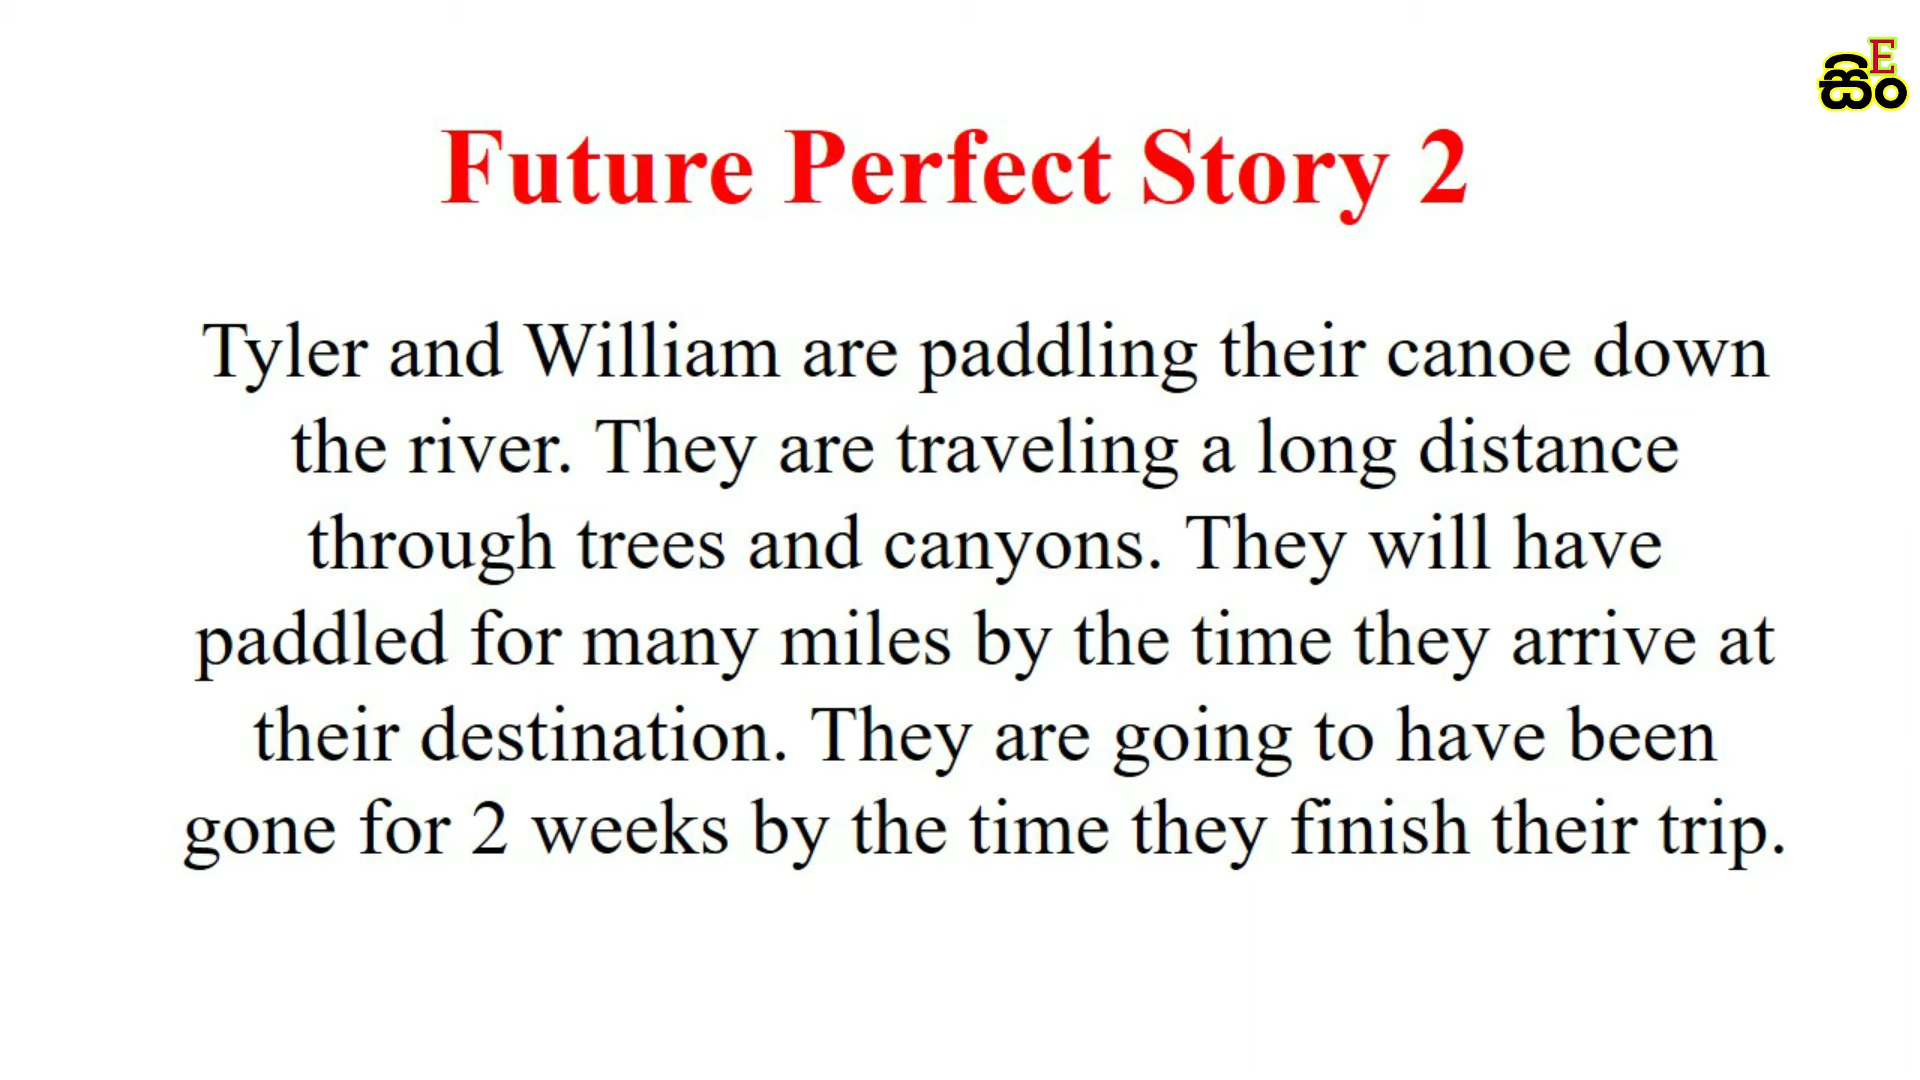 සිංE
Future Perfect Story 2
Tyler and William are paddling their canoe down
the river. They are traveling a long distance
through trees and canyons. They will have
paddled for many miles by the time they arrive at
their destination. They are going to have been
gone for 2 weeks by the time they finish their trip.